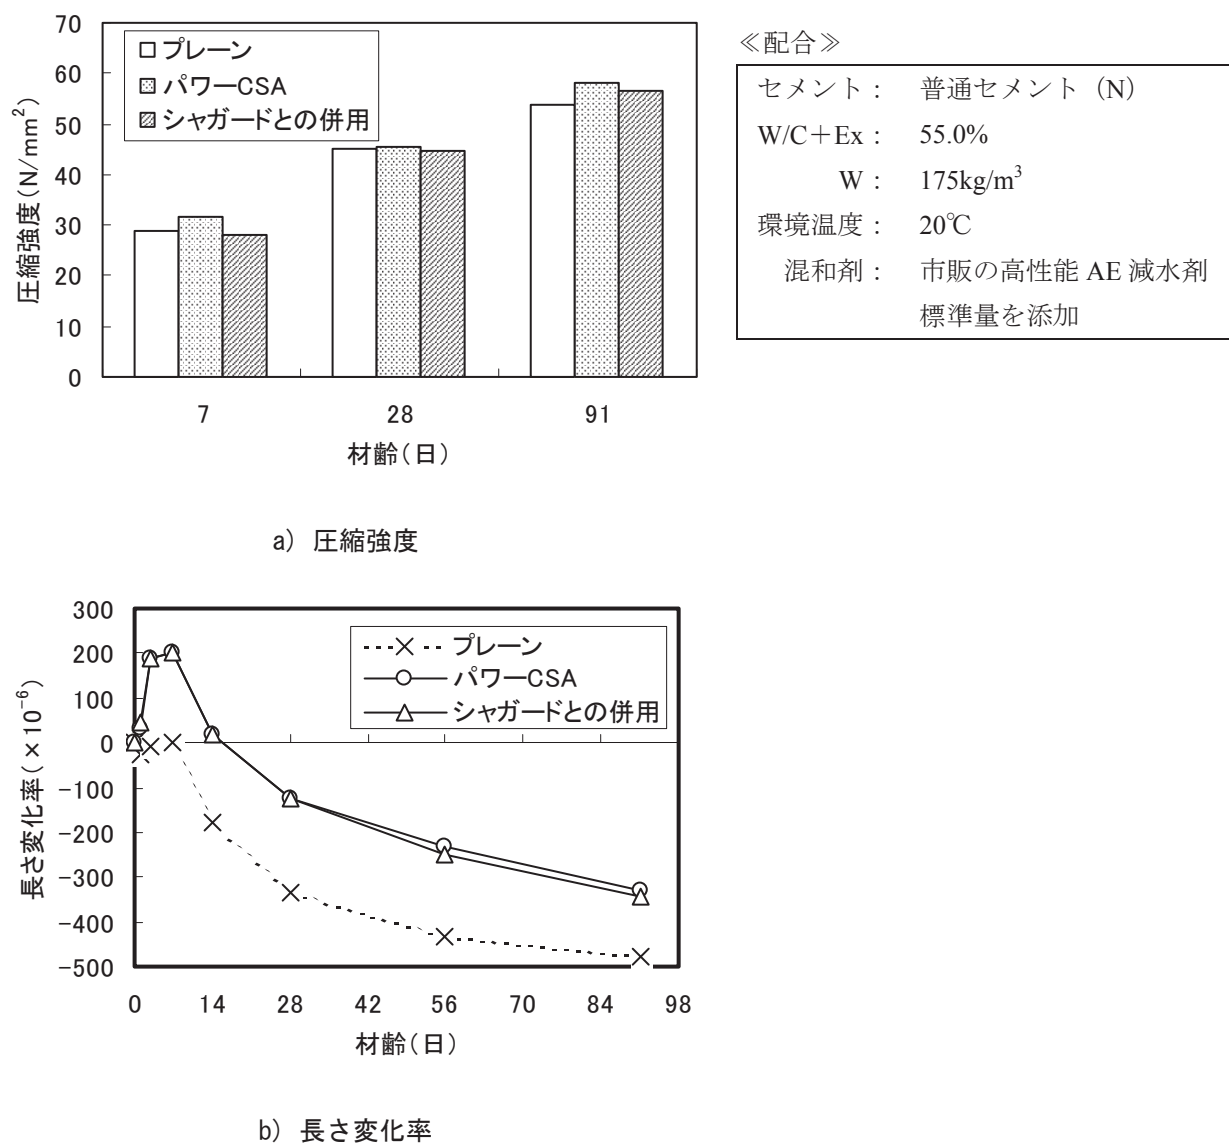 70
60
50
40
30
20
10
0
圧縮強度(N/mm²)
プレーン
パワーCSA
シャガードとの併用
7
28
91
材齢(日)
a) 圧縮強度
≪配合≫
セメント： 普通セメント（N）
W/C＋Ex： 55.0%
W： 175kg/m³
環境温度： 20℃
混和剤： 市販の高性能 AE 減水剤
標準量を添加
300
200
100
0
-100
-200
-300
-400
-500
長さ変化率(×10⁻⁶)
プレーン
パワーCSA
シャガードとの併用
0
14
28
42
56
70
84
98
材齢(日)
b) 長さ変化率